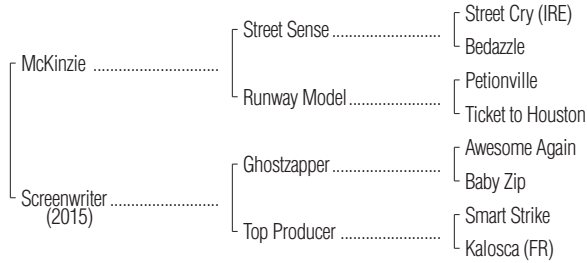 Street Cry (IRE)
Street Sense ........................
Bedazzle
McKinzie ............................
Petionville
Runway Model ....................
Ticket to Houston
Awesome Again
Ghostzapper .......................
Baby Zip
Screenwriter ........................
(2015)
Smart Strike
Top Producer ......................
Kalosca (FR)